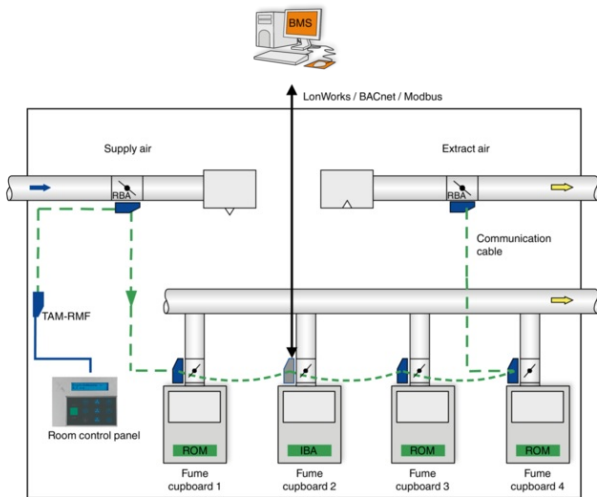 BMS
LonWorks / BACnet / Modbus
Supply air
Extract air
RBA
RBA
Communication
cable
TAM-RMF
Room control panel
ROM
IBA
ROM
ROM
Fume
cupboard 1
Fume
cupboard 2
Fume
cupboard 3
Fume
cupboard 4